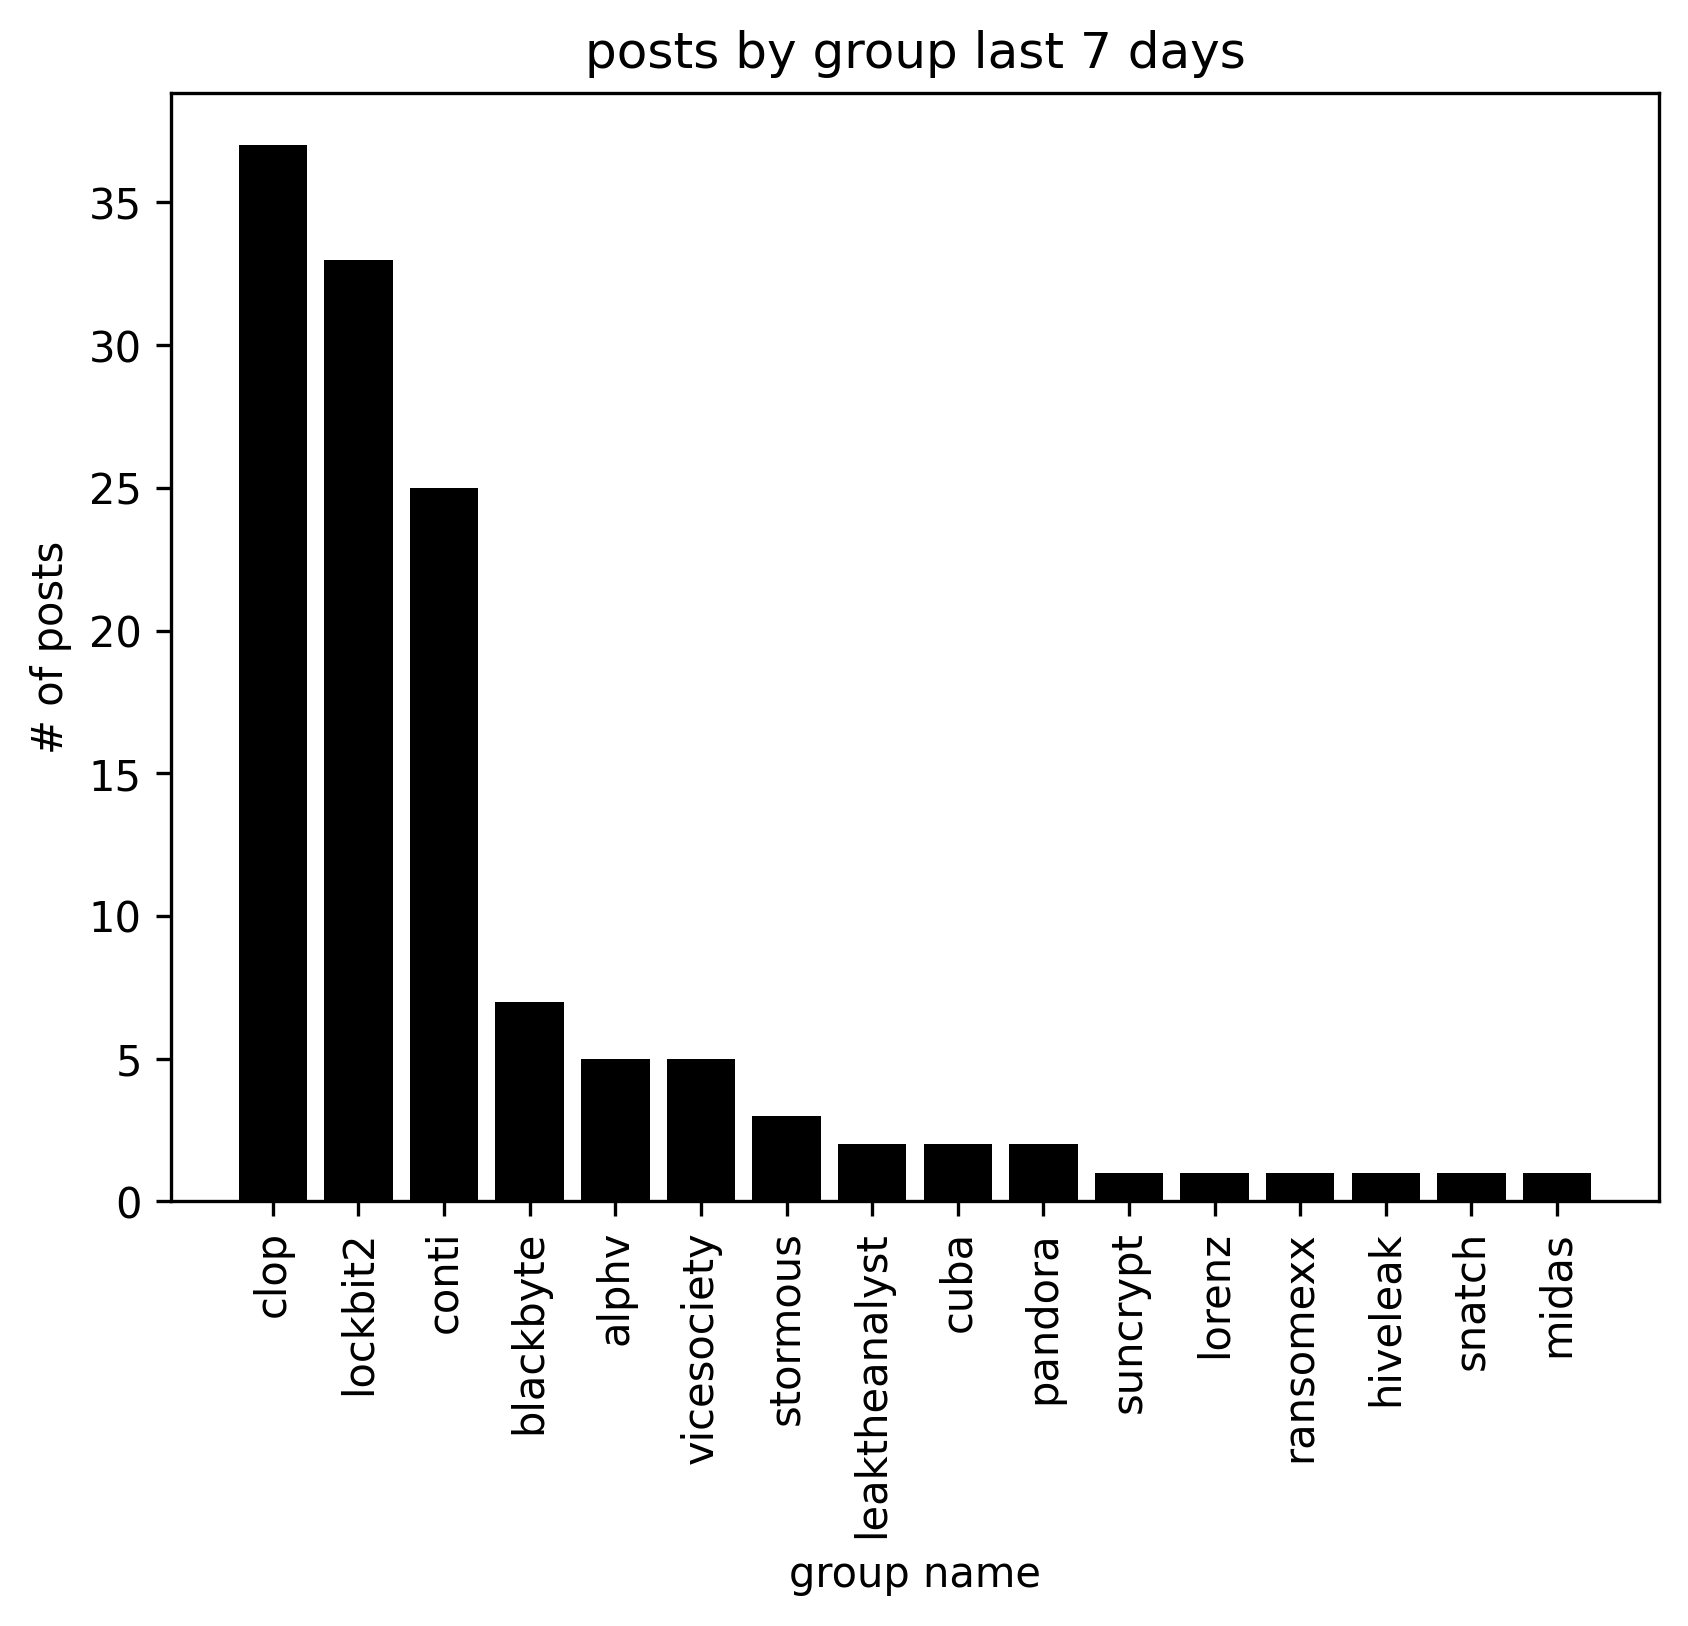 posts by group last 7 days
# of posts
35
30
25
20
15
10
5
0
clop
lockbit2
conti
blackbyte
alphv
vicesociety
stormous
leaktheanalyst
cuba
pandora
suncrypt
lorenz
ransomexx
hiveleak
snatch
midas
group name